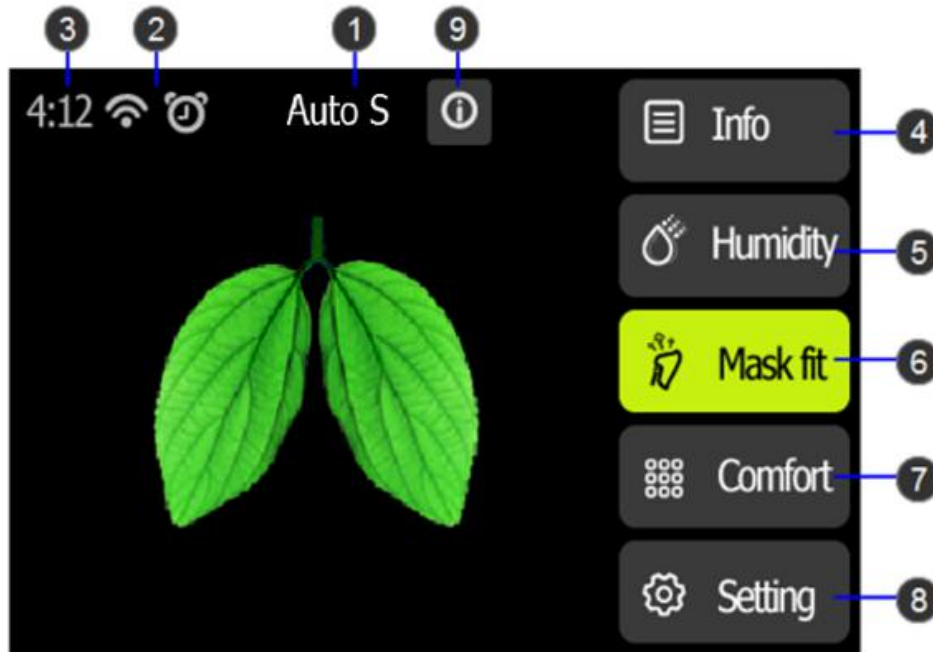 3 2 1 9
4:12 Auto S
Info 4
Humidity 5
Mask fit 6
Comfort 7
Setting 8